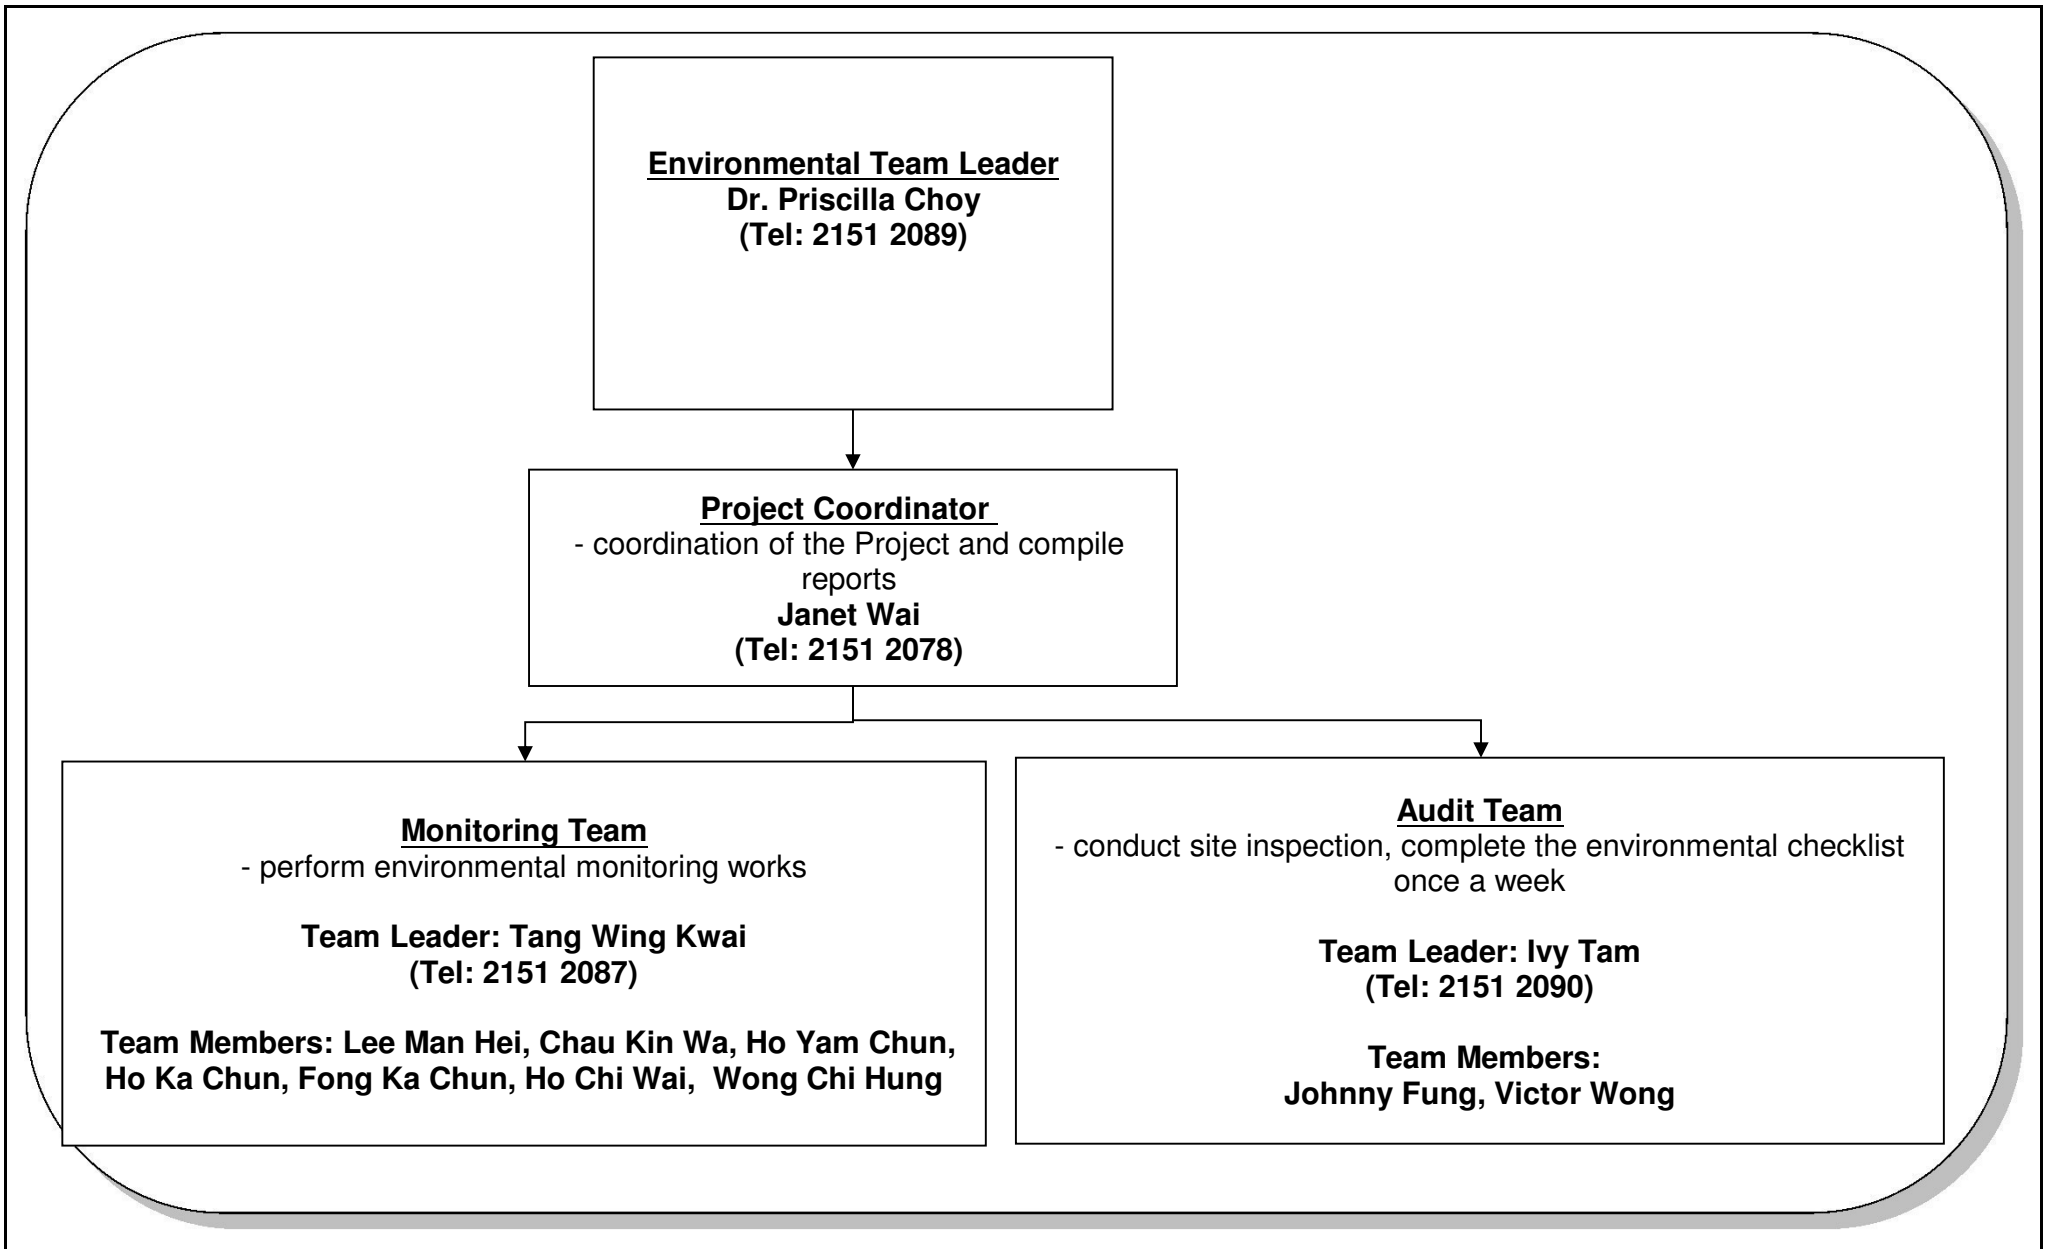 Environmental Team Leader
Dr. Priscilla Choy
(Tel: 2151 2089)
Project Coordinator
- coordination of the Project and compile
reports
Janet Wai
(Tel: 2151 2078)
Monitoring Team
- perform environmental monitoring works
Team Leader: Tang Wing Kwai
(Tel: 2151 2087)
Team Members: Lee Man Hei, Chau Kin Wa, Ho Yam Chun,
Ho Ka Chun, Fong Ka Chun, Ho Chi Wai,  Wong Chi Hung
Audit Team
- conduct site inspection, complete the environmental checklist
once a week
Team Leader: Ivy Tam
(Tel: 2151 2090)
Team Members:
Johnny Fung, Victor Wong